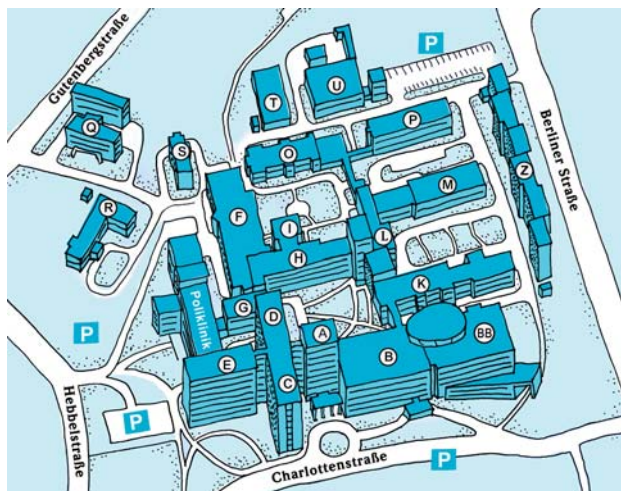 Gutenbergstraße
P
U
T
P
Q
S
O
Berliner Straße
Z
M
R
F
I
L
H
K
Poliklinik
G
D
A
P
E
B
BB
C
Hebbelstraße
P
Charlottenstraße
P